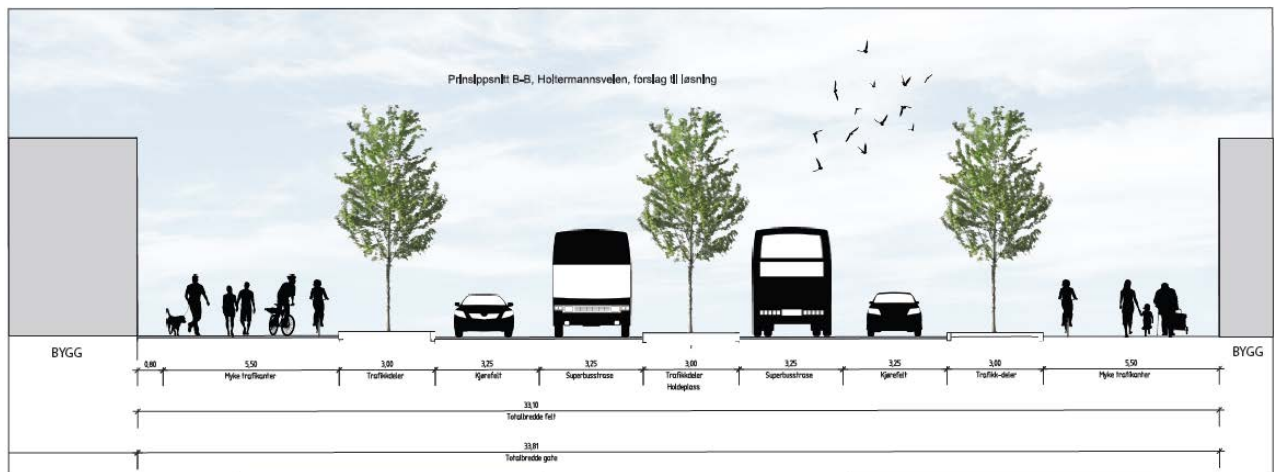 Prinsippsnitt B-B, Holtermannsveien, forslag til løsning
BYGG
BYGG
0,80 5,50 3,00 3,25 3,25 3,00 3,25 3,25 3,00 5,50
Myke trafikanter Trafikkdeler Kjørefelt Superbusstrase Trafikkdeler Superbusstrase Kjørefelt Trafikk-deler Myke trafikanter
Holdeplass
33,10
Totalbredde felt
33,81
Totalbredde gate